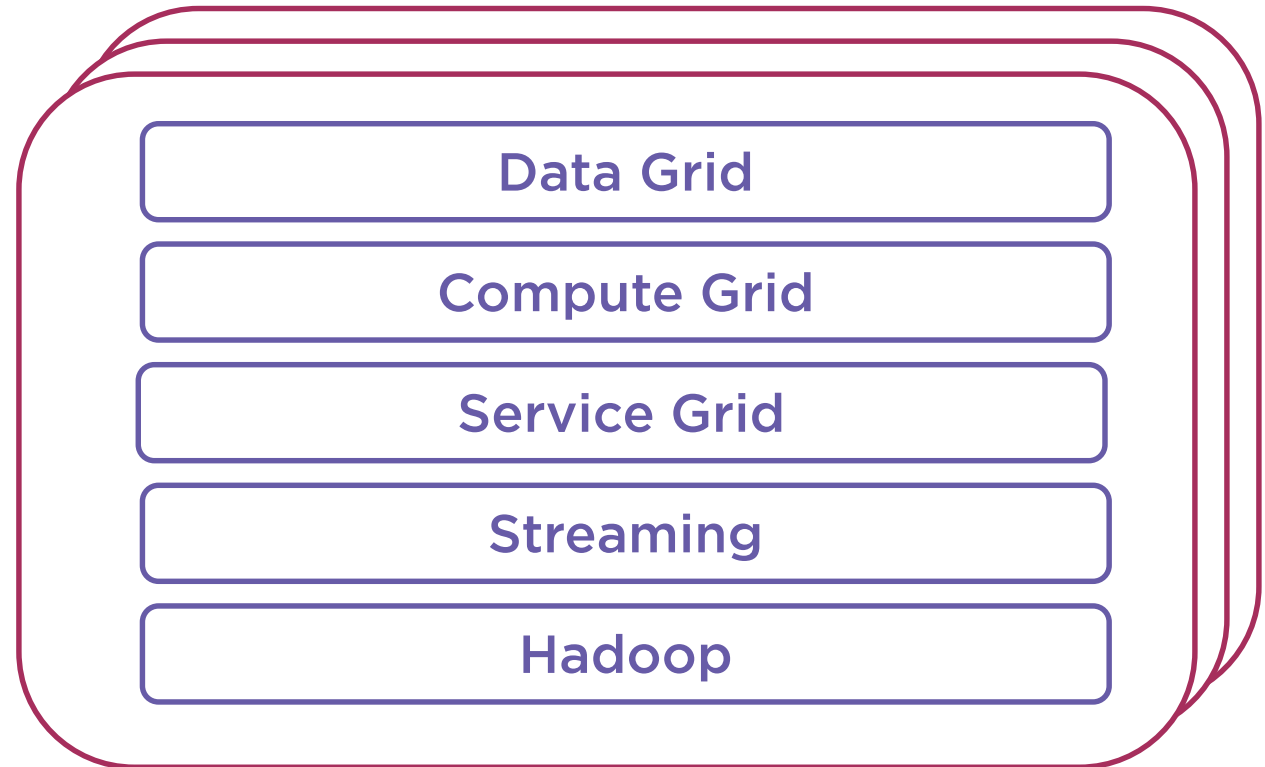 Data Grid
Compute Grid
Service Grid
Streaming
Hadoop